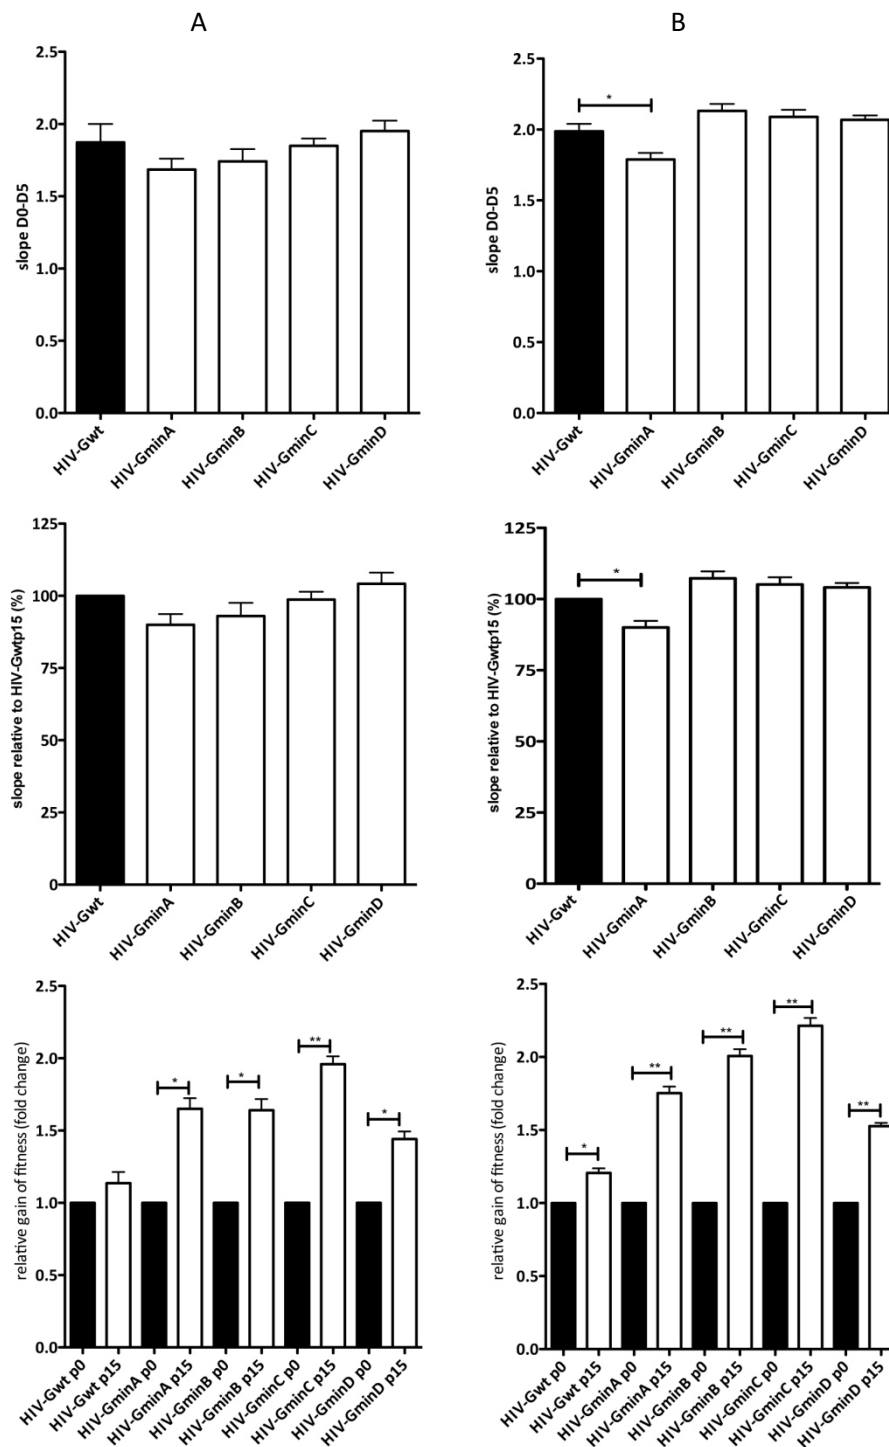 A
slope D0-D5
2.5
2.0
1.5
1.0
0.5
0.0
HIV-Gwt
HIV-GminA
HIV-GminB
HIV-GminC
HIV-GminD
B
slope D0-D5
2.5
2.0
1.5
1.0
0.5
0.0
*
HIV-Gwt
HIV-GminA
HIV-GminB
HIV-GminC
HIV-GminD
slope relative to HIV-Gwtp15 (%)
125
100
75
50
25
0
HIV-Gwt
HIV-GminA
HIV-GminB
HIV-GminC
HIV-GminD
slope relative to HIV-Gwtp15 (%)
125
100
75
50
25
0
*
HIV-Gwt
HIV-GminA
HIV-GminB
HIV-GminC
HIV-GminD
relative gain of fitness (fold change)
2.5
2.0
1.5
1.0
0.5
0.0
*
*
**
*
HIV-Gwt p0
HIV-Gwt p15
HIV-GminA p0
HIV-GminA p15
HIV-GminB p0
HIV-GminB p15
HIV-GminC p0
HIV-GminC p15
HIV-GminD p0
HIV-GminD p15
relative gain of fitness (fold change)
2.5
2.0
1.5
1.0
0.5
0.0
*
**
**
**
**
HIV-Gwt p0
HIV-Gwt p15
HIV-GminA p0
HIV-GminA p15
HIV-GminB p0
HIV-GminB p15
HIV-GminC p0
HIV-GminC p15
HIV-GminD p0
HIV-GminD p15